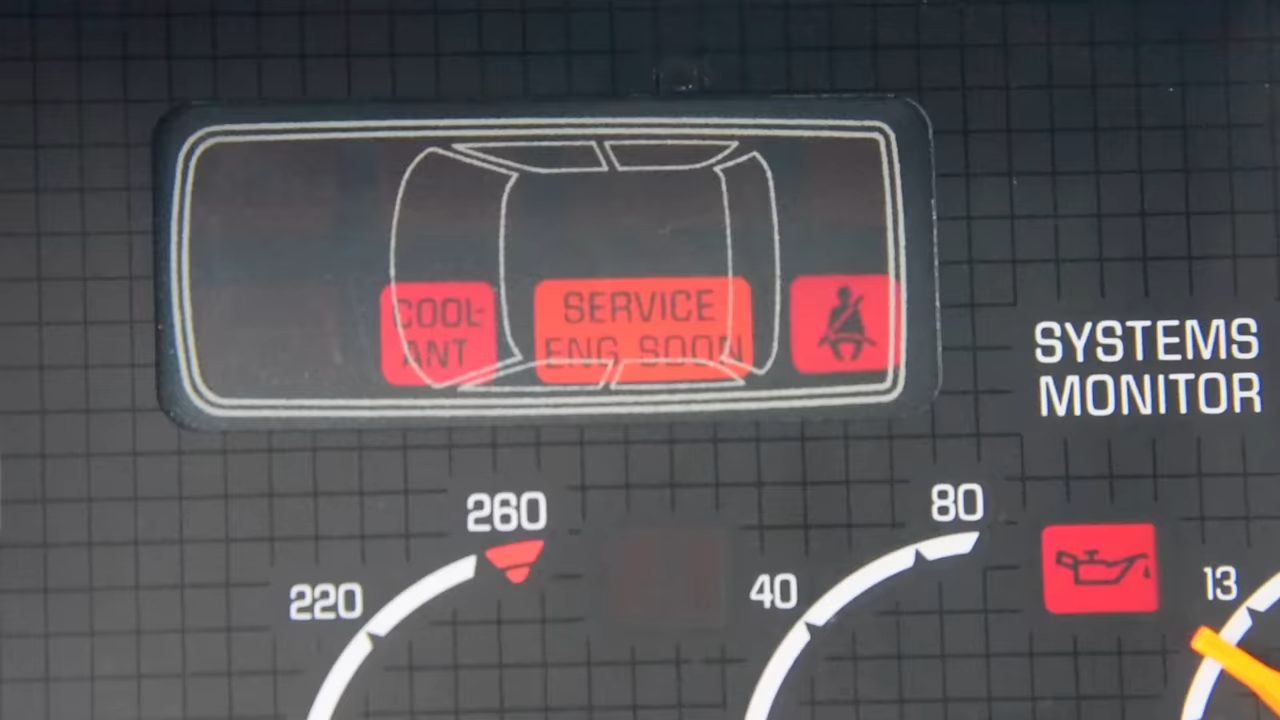 COOL-
ANT
SERVICE
ENG SOON
SYSTEMS
MONITOR
260
80
220
40
13